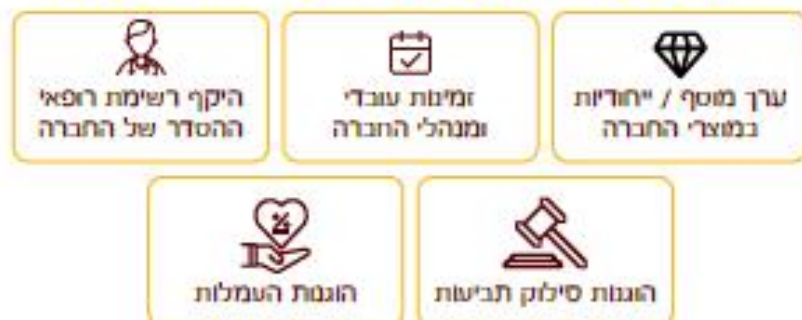 ערך מוסף / ייחודיות
במוצרי החברה
זמינות עובדי
ומנהלי החברה
היקף רשימת רופאי
ההסדר של החברה
הוגנות סילוק תביעות
הוגנות העמלות